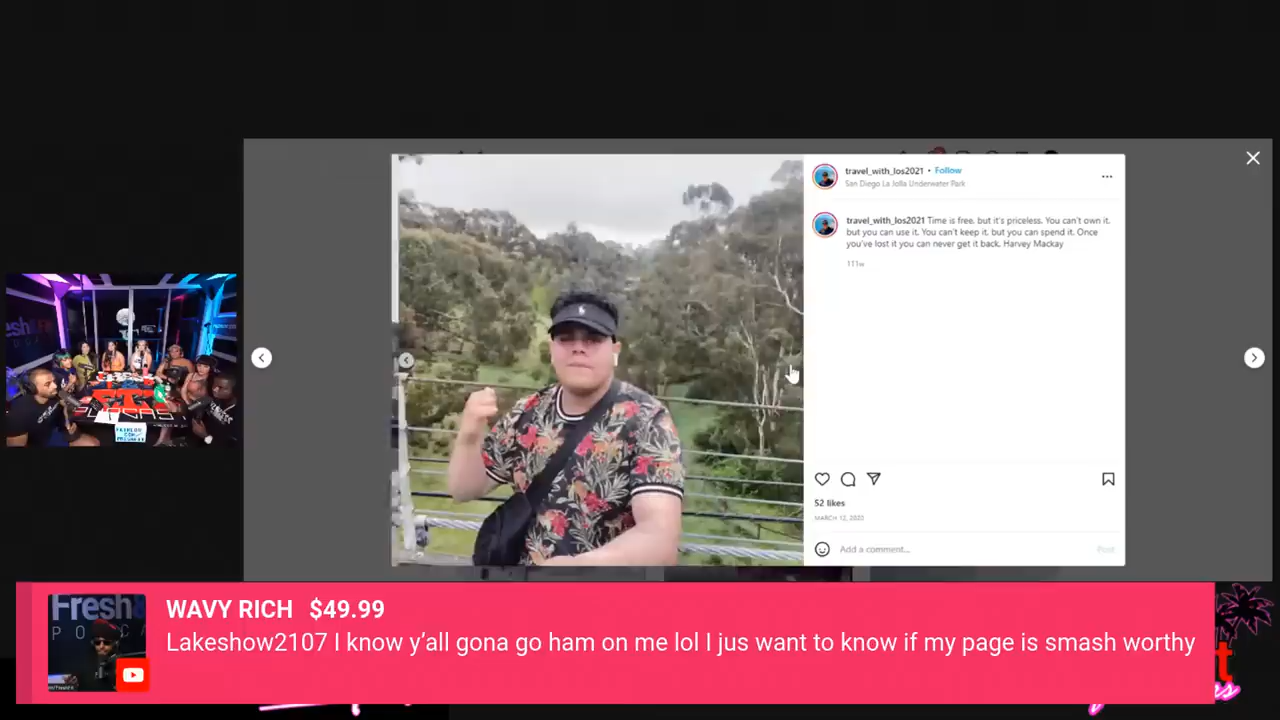 travel_with_los2021 • Follow
San Diego La Jolla Underwater Park
travel_with_los2021 Time is free, but it's priceless. You can't own it,
but you can use it. You can't keep it, but you can spend it. Once
you've lost it you can never get it back. Harvey Mackay
111w
52 likes
MARCH 12, 2020
Add a comment...
Post
Fresh
WAVY RICH $49.99
Lakeshow2107 I know y’all gona go ham on me lol I jus want to know if my page is smash worthy